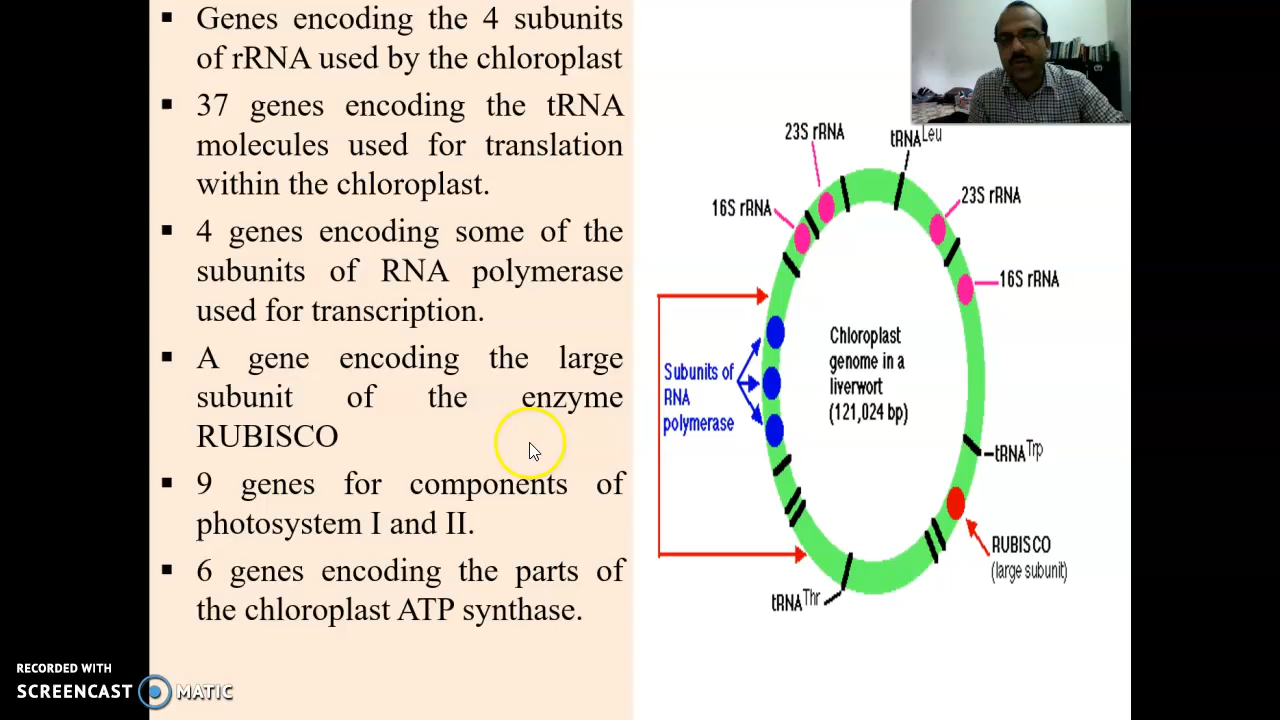 ▪ Genes encoding the 4 subunits
of rRNA used by the chloroplast
▪ 37 genes encoding the tRNA
molecules used for translation
within the chloroplast.
▪ 4 genes encoding some of the
subunits of RNA polymerase
used for transcription.
▪ A gene encoding the large
subunit of the enzyme
RUBISCO
▪ 9 genes for components of
photosystem I and II.
▪ 6 genes encoding the parts of
the chloroplast ATP synthase.
23S rRNA
tRNALeu
16S rRNA
23S rRNA
16S rRNA
Chloroplast
genome in a
liverwort
(121,024 bp)
Subunits of
RNA
polymerase
tRNATrp
RUBISCO
(large subunit)
tRNAThr
RECORDED WITH
SCREENCAST MATIC